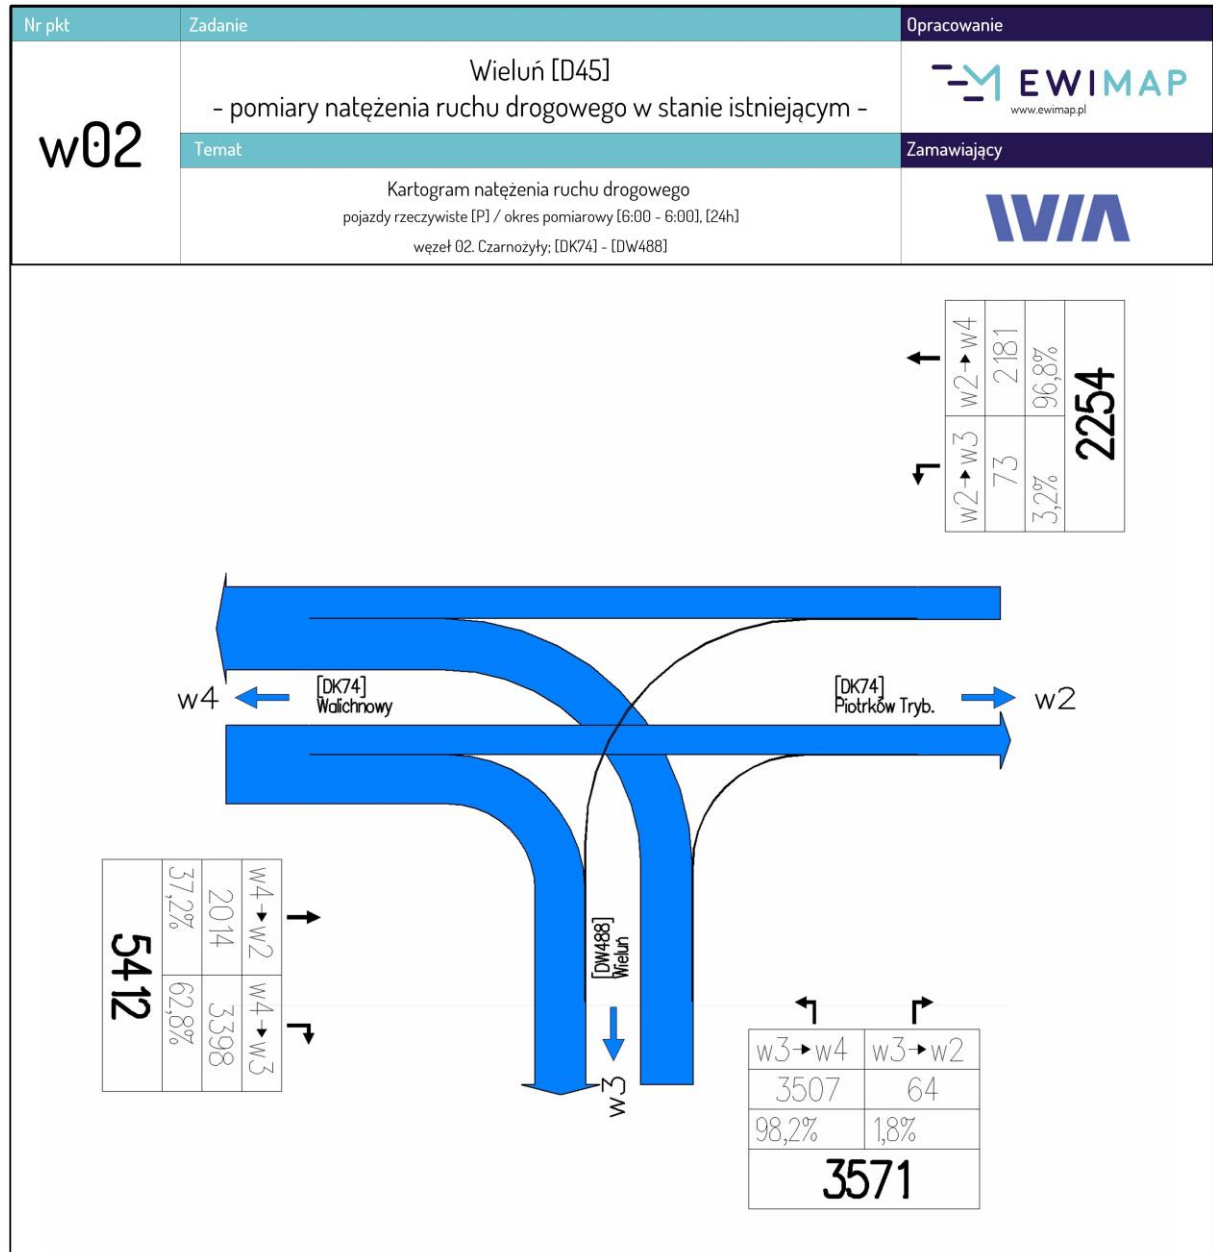 Nr pkt
Zadanie
Opracowanie
w02
Wieluń [D45]
- pomiary natężenia ruchu drogowego w stanie istniejącym -
EWIMAP
www.ewimap.pl
Temat
Zamawiający
Kartogram natężenia ruchu drogowego
pojazdy rzeczywiste [P] / okres pomiarowy [6:00 - 6:00], [24h]
węzeł 02. Czarnożyły; [DK74] - [DW488]
IVIA
w2→w4
2181
96,8%
w2→w3
73
3,2%
2254
w4
[DK74]
Walichnowy
[DK74]
Piotrków Tryb.
w2
w4→w2
2014
37,2%
w4→w3
3398
62,8%
5412
[DW488]
Wieluń
w3
w3→w4 w3→w2
3507 64
98,2% 1,8%
3571